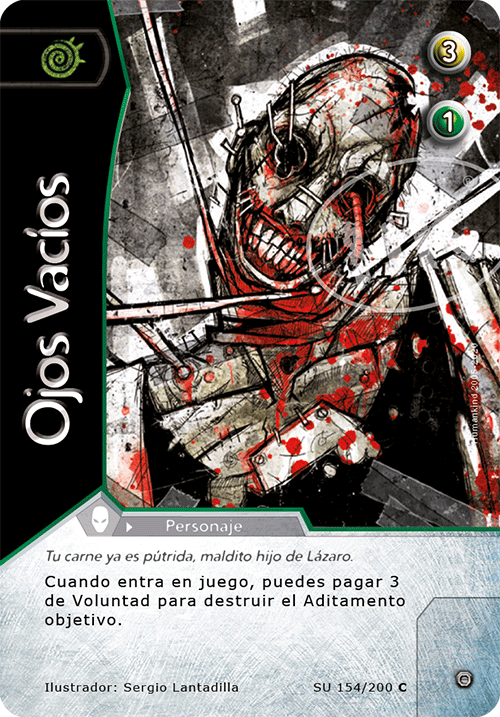 3
1
Ojos Vacíos
Personaje
Tu carne ya es pútrida, maldito hijo de Lázaro.
Cuando entra en juego, puedes pagar 3
de Voluntad para destruir el Aditamento
objetivo.
Ilustrador: Sergio Lantadilla
SU 154/200 C